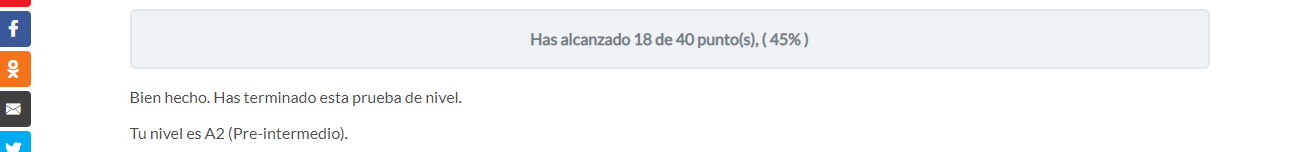 Has alcanzado 18 de 40 punto(s), ( 45% )
Bien hecho. Has terminado esta prueba de nivel.
Tu nivel es A2 (Pre-intermedio).